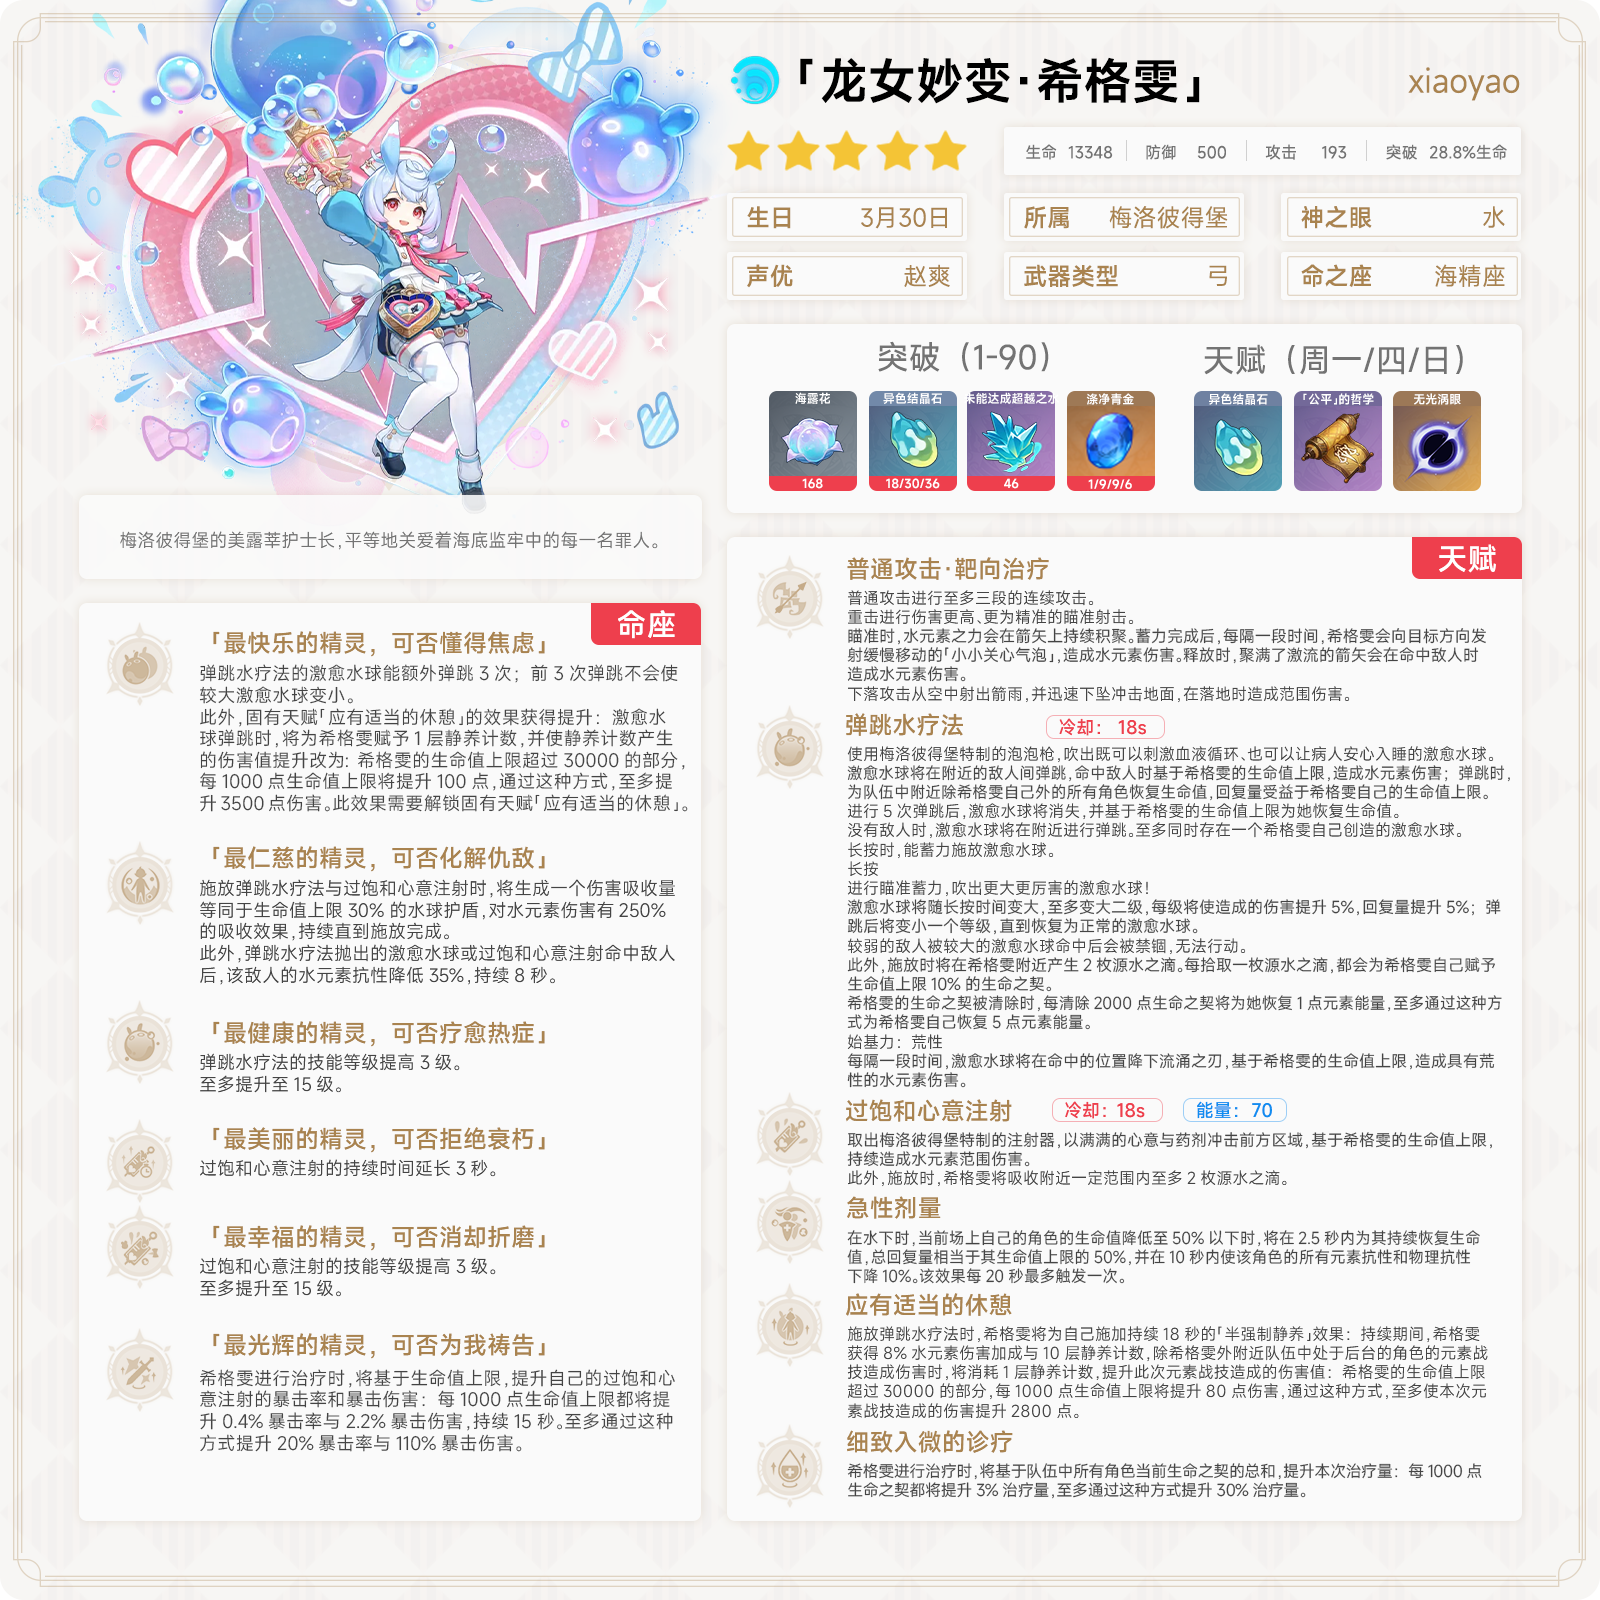 「龙女妙变·希格雯」
xiaoyao
生命 13348 防御 500 攻击 193 突破 28.8%生命
生日 3月30日
所属 梅洛彼得堡
神之眼 水
声优 赵爽
武器类型 弓
命之座 海精座
突破（1-90）
海露花 异色结晶石 未能达成超越之水 涤净青金
168 18/30/36 46 1/9/9/6
天赋（周一/四/日）
异色结晶石 「公平」的哲学 无光涡眼
梅洛彼得堡的美露莘护士长,平等地关爱着海底监牢中的每一名罪人。
命座
「最快乐的精灵，可否懂得焦虑」
弹跳水疗法的激愈水球能额外弹跳 3 次；前 3 次弹跳不会使
较大激愈水球变小。
此外,固有天赋「应有适当的休憩」的效果获得提升：激愈水
球弹跳时,将为希格雯赋予 1 层静养计数,并使静养计数产生
的伤害值提升改为: 希格雯的生命值上限超过 30000 的部分,
每 1000 点生命值上限将提升 100 点,通过这种方式,至多提
升 3500 点伤害。此效果需要解锁固有天赋「应有适当的休憩」。
「最仁慈的精灵，可否化解仇敌」
施放弹跳水疗法与过饱和心意注射时,将生成一个伤害吸收量
等同于生命值上限 30% 的水球护盾,对水元素伤害有 250%
的吸收效果,持续直到施放完成。
此外,弹跳水疗法抛出的激愈水球或过饱和心意注射命中敌人
后,该敌人的水元素抗性降低 35%,持续 8 秒。
「最健康的精灵，可否疗愈热症」
弹跳水疗法的技能等级提高 3 级。
至多提升至 15 级。
「最美丽的精灵，可否拒绝衰朽」
过饱和心意注射的持续时间延长 3 秒。
「最幸福的精灵，可否消却折磨」
过饱和心意注射的技能等级提高 3 级。
至多提升至 15 级。
「最光辉的精灵，可否为我祷告」
希格雯进行治疗时,将基于生命值上限,提升自己的过饱和心
意注射的暴击率和暴击伤害：每 1000 点生命值上限都将提
升 0.4% 暴击率与 2.2% 暴击伤害,持续 15 秒。至多通过这种
方式提升 20% 暴击率与 110% 暴击伤害。
天赋
普通攻击·靶向治疗
普通攻击进行至多三段的连续攻击。
重击进行伤害更高、更为精准的瞄准射击。
瞄准时,水元素之力会在箭矢上持续积聚。蓄力完成后,每隔一段时间,希格雯会向目标方向发
射缓慢移动的「小小关心气泡」,造成水元素伤害。释放时,聚满了激流的箭矢会在命中敌人时
造成水元素伤害。
下落攻击从空中射出箭雨,并迅速下坠冲击地面,在落地时造成范围伤害。
弹跳水疗法 冷却： 18s
使用梅洛彼得堡特制的泡泡枪,吹出既可以刺激血液循环、也可以让病人安心入睡的激愈水球。
激愈水球将在附近的敌人间弹跳,命中敌人时基于希格雯的生命值上限,造成水元素伤害；弹跳时,
为队伍中附近除希格雯自己外的所有角色恢复生命值,回复量受益于希格雯自己的生命值上限。
进行 5 次弹跳后,激愈水球将消失,并基于希格雯的生命值上限为她恢复生命值。
没有敌人时,激愈水球将在附近进行弹跳。至多同时存在一个希格雯自己创造的激愈水球。
长按时,能蓄力施放激愈水球。
长按
进行瞄准蓄力,吹出更大更厉害的激愈水球!
激愈水球将随长按时间变大,至多变大二级,每级将使造成的伤害提升 5%,回复量提升 5%；弹
跳后将变小一个等级,直到恢复为正常的激愈水球。
较弱的敌人被较大的激愈水球命中后会被禁锢,无法行动。
此外,施放时将在希格雯附近产生 2 枚源水之滴。每拾取一枚源水之滴,都会为希格雯自己赋予
生命值上限 10% 的生命之契。
希格雯的生命之契被清除时,每清除 2000 点生命之契将为她恢复 1 点元素能量,至多通过这种方
式为希格雯自己恢复 5 点元素能量。
始基力：荒性
每隔一段时间,激愈水球将在命中的位置降下流涌之刃,基于希格雯的生命值上限,造成具有荒
性的水元素伤害。
过饱和心意注射 冷却：18s 能量：70
取出梅洛彼得堡特制的注射器,以满满的心意与药剂冲击前方区域,基于希格雯的生命值上限,
持续造成水元素范围伤害。
此外,施放时,希格雯将吸收附近一定范围内至多 2 枚源水之滴。
急性剂量
在水下时,当前场上自己的角色的生命值降低至 50% 以下时,将在 2.5 秒内为其持续恢复生命
值,总回复量相当于其生命值上限的 50%,并在 10 秒内使该角色的所有元素抗性和物理抗性
下降 10%。该效果每 20 秒最多触发一次。
应有适当的休憩
施放弹跳水疗法时,希格雯将为自己施加持续 18 秒的「半强制静养」效果：持续期间,希格雯
获得 8% 水元素伤害加成与 10 层静养计数,除希格雯外附近队伍中处于后台的角色的元素战
技造成伤害时,将消耗 1 层静养计数,提升此次元素战技造成的伤害值：希格雯的生命值上限
超过 30000 的部分,每 1000 点生命值上限将提升 80 点伤害,通过这种方式,至多使本次元
素战技造成的伤害提升 2800 点。
细致入微的诊疗
希格雯进行治疗时,将基于队伍中所有角色当前生命之契的总和,提升本次治疗量：每 1000 点
生命之契都将提升 3% 治疗量,至多通过这种方式提升 30% 治疗量。